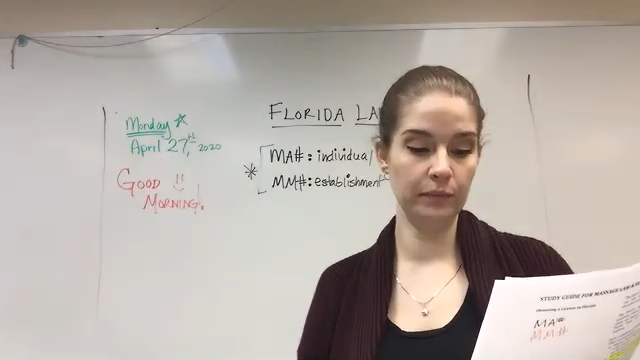 Monday
April 27th, 2020
GOOD
MORNING!
FLORIDA LA
* MA#: individual
MM#: establishment
STUDY GUIDE FOR MASSAGE LAW &
Obtaining a License in Florida
MA#
MM#